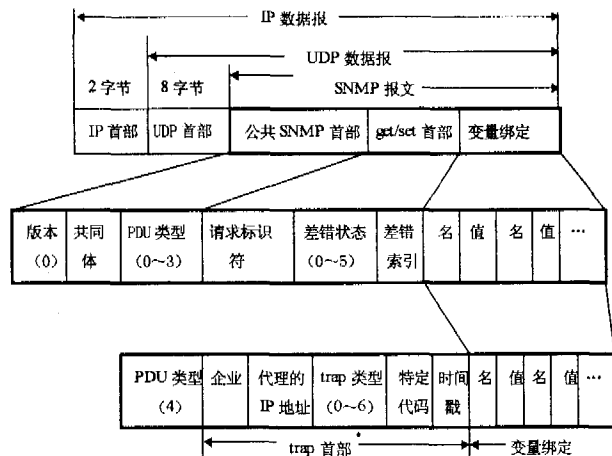 IP 数据报
UDP 数据报
2 字节 8 字节 SNMP 报文
IP 首部 UDP 首部 公共 SNMP 首部 get/set 首部 变量绑定
版本 共同 PDU 类型 请求标识 差错状态 差错 名 值 名 值 …
(0) 体 (0～3) 符 (0～5) 索引
PDU 类型 企业 代理的 trap 类型 特定 时间 名 值 名 值 …
(4) IP 地址 (0～6) 代码 戳
trap 首部 变量绑定